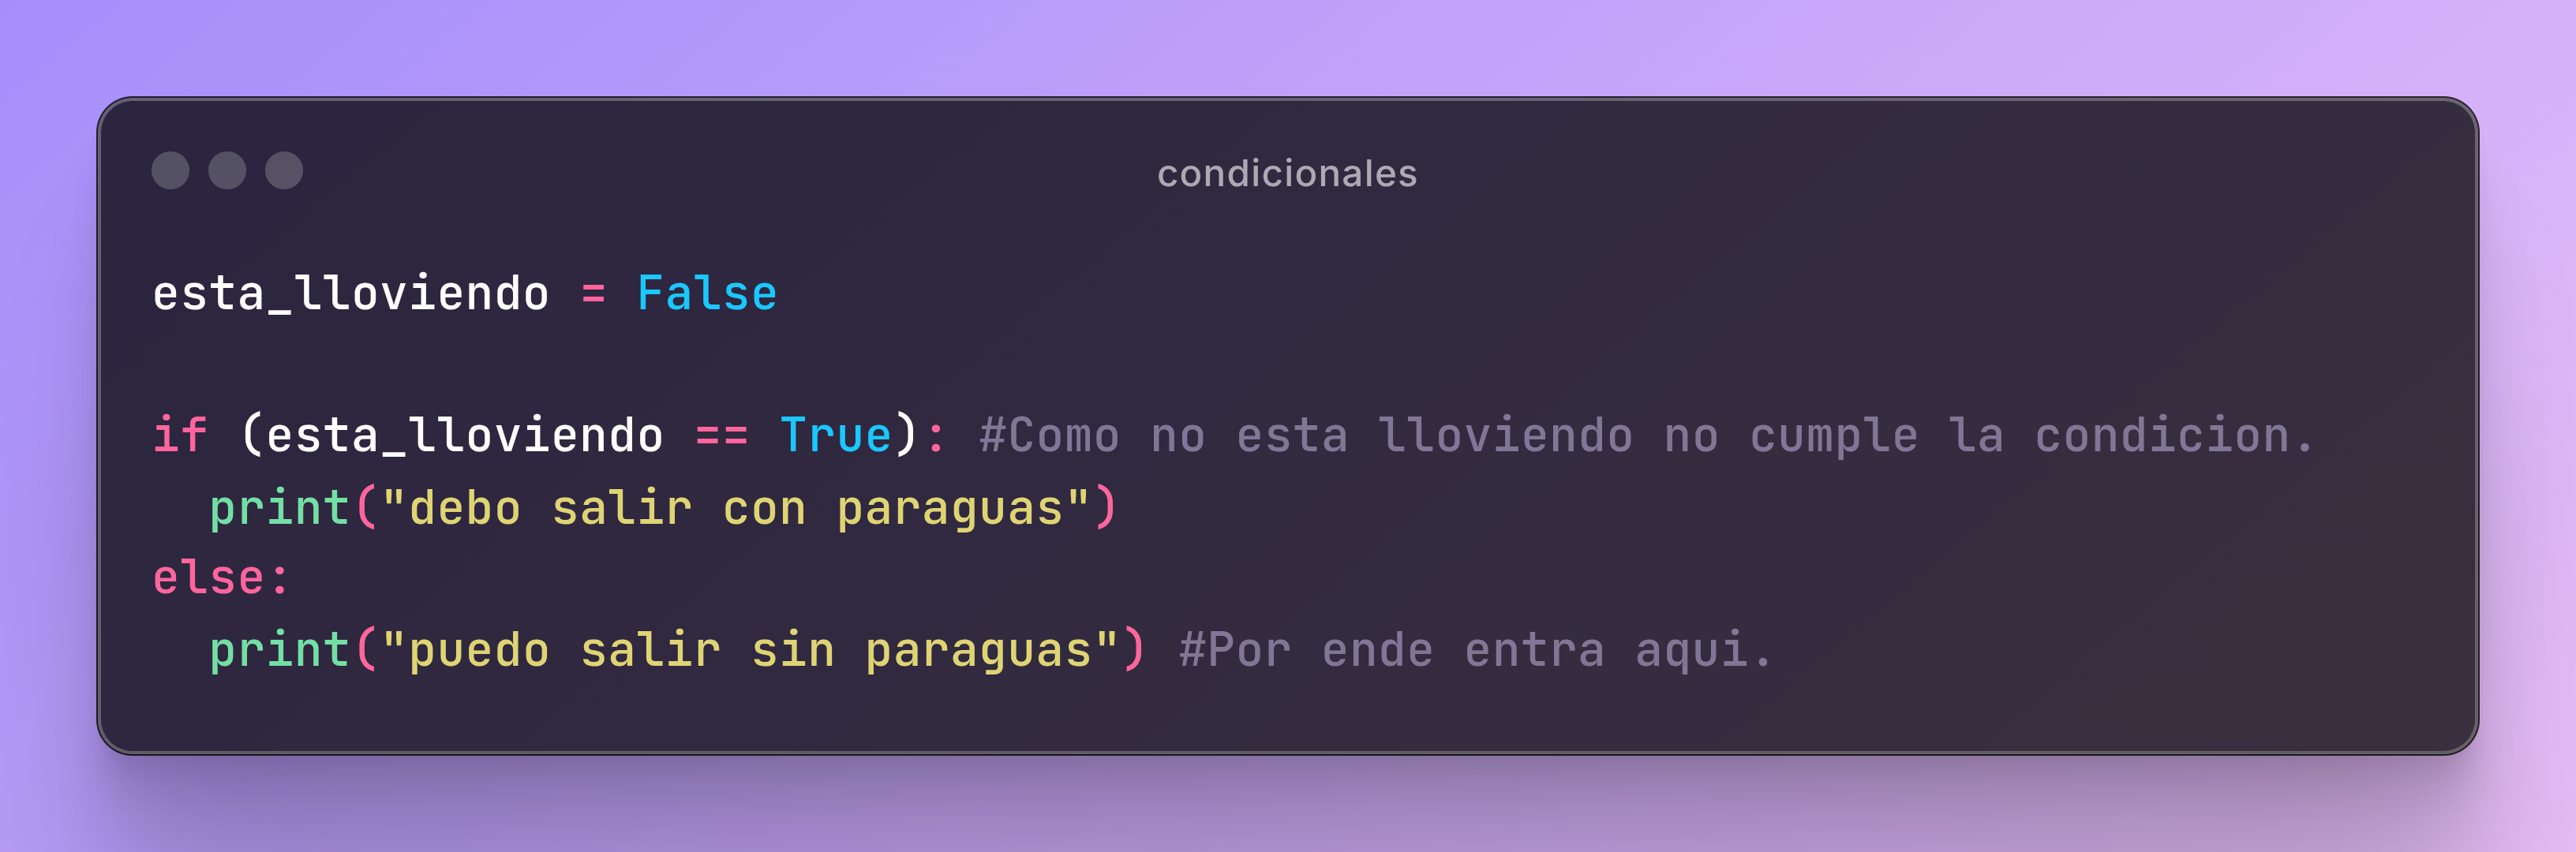 condicionales
esta_lloviendo = False
if (esta_lloviendo == True): #Como no esta lloviendo no cumple la condicion.
  print("debo salir con paraguas")
else:
  print("puedo salir sin paraguas") #Por ende entra aqui.